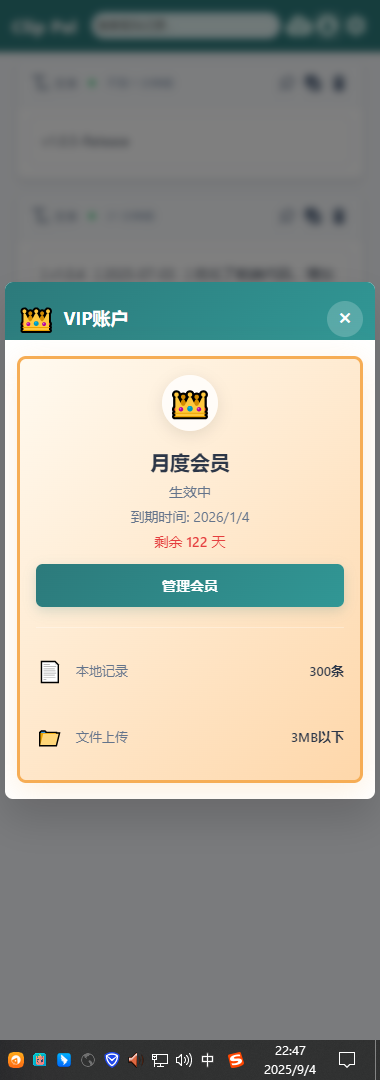 Clip Pal
VIP账户
月度会员
生效中
到期时间: 2026/1/4
剩余 122 天
管理会员
本地记录
300条
文件上传
3MB以下
中
22:47
2025/9/4